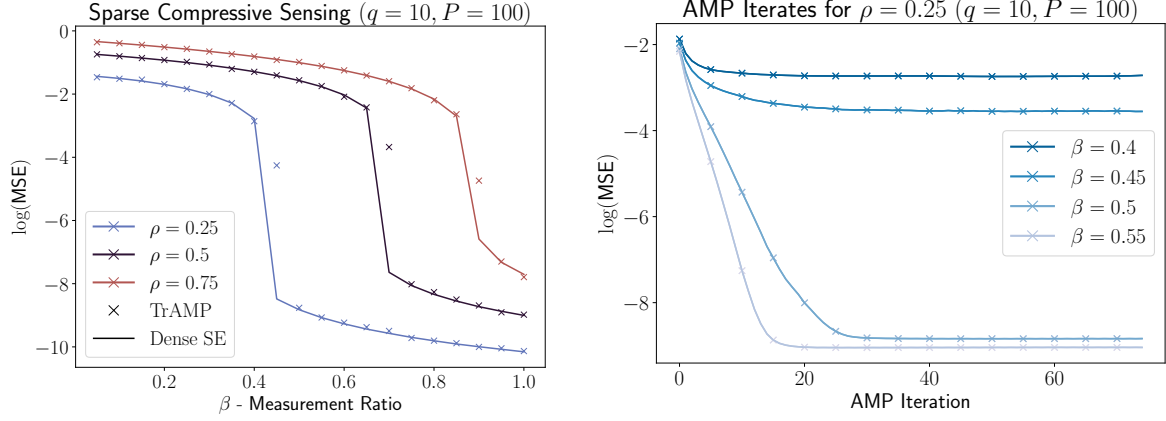 Sparse Compressive Sensing (q = 10, P = 100)
log(MSE)
0
−2
−4
−6
−8
−10
ρ = 0.25
ρ = 0.5
ρ = 0.75
TrAMP
Dense SE
0.2 0.4 0.6 0.8 1.0
β - Measurement Ratio
AMP Iterates for ρ = 0.25 (q = 10, P = 100)
log(MSE)
−2
−4
−6
−8
β = 0.4
β = 0.45
β = 0.5
β = 0.55
0 20 40 60
AMP Iteration